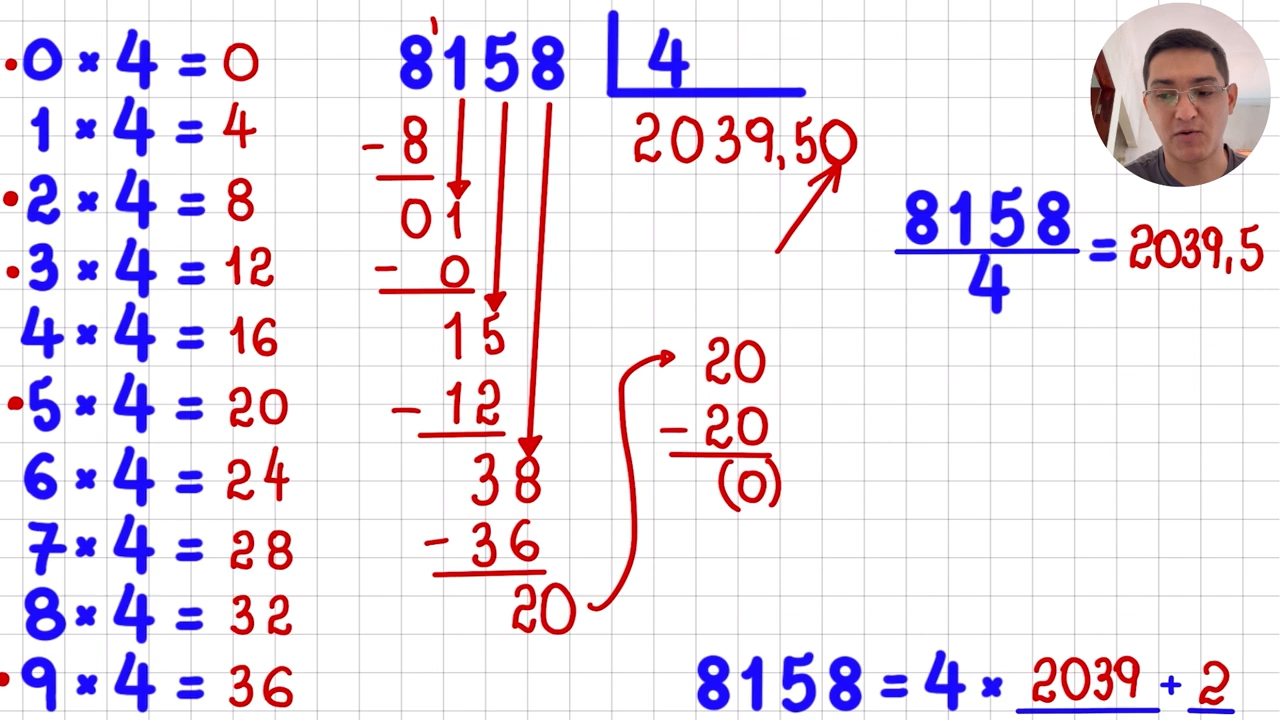 0 × 4 = 0
1 × 4 = 4
2 × 4 = 8
3 × 4 = 12
4 × 4 = 16
5 × 4 = 20
6 × 4 = 24
7 × 4 = 28
8 × 4 = 32
9 × 4 = 36
8'158 4
- 8 2039,50
01
- 0
15
- 12
38
- 36
20
20
- 20
(0)
8158
4 = 2039,5
8158 = 4 × 2039 + 2